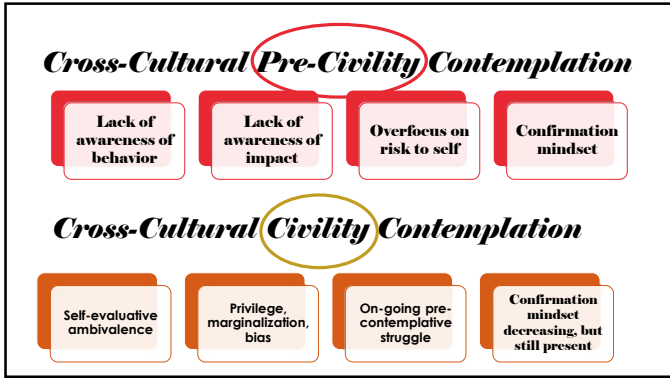 Cross-Cultural Pre-Civility Contemplation
Lack of
awareness of
behavior
Lack of
awareness of
impact
Overfocus on
risk to self
Confirmation
mindset
Cross-Cultural Civility Contemplation
Self-evaluative
ambivalence
Privilege,
marginalization,
bias
On-going pre-
contemplative
struggle
Confirmation
mindset
decreasing, but
still present